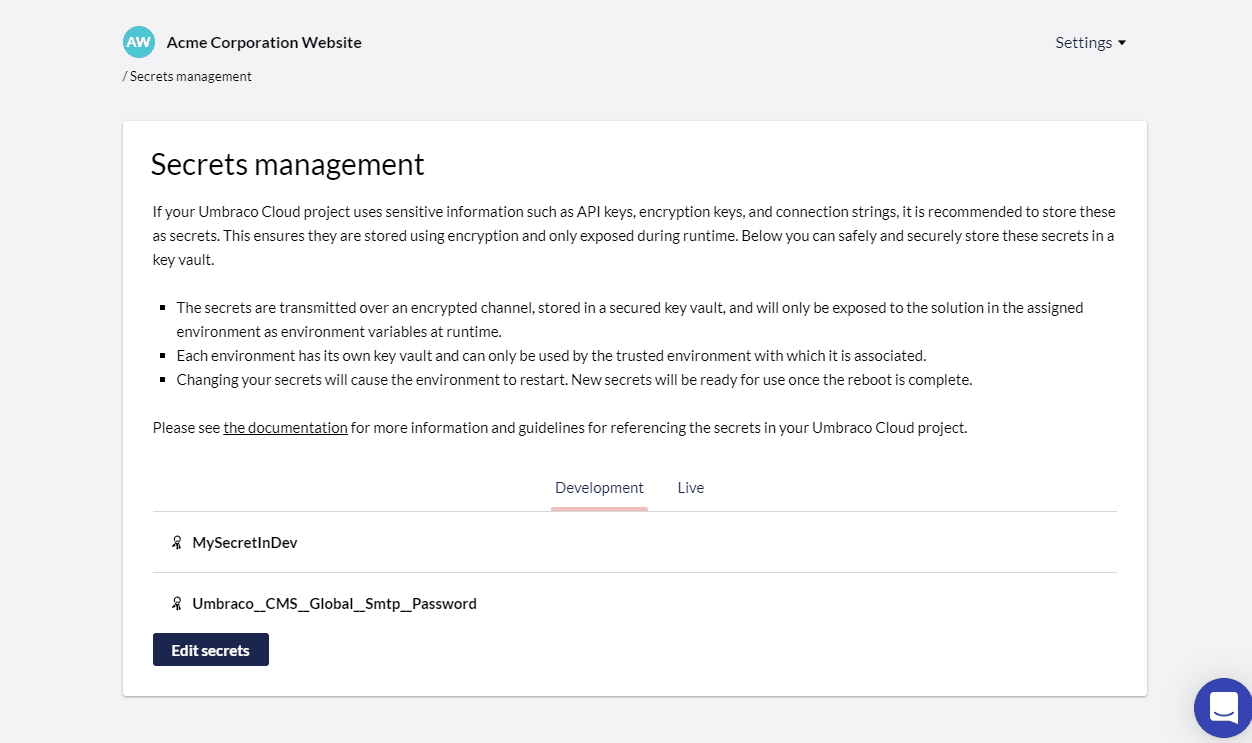 AW Acme Corporation Website
Settings
/ Secrets management
Secrets management
If your Umbraco Cloud project uses sensitive information such as API keys, encryption keys, and connection strings, it is recommended to store these
as secrets. This ensures they are stored using encryption and only exposed during runtime. Below you can safely and securely store these secrets in a
key vault.
The secrets are transmitted over an encrypted channel, stored in a secured key vault, and will only be exposed to the solution in the assigned
environment as environment variables at runtime.
Each environment has its own key vault and can only be used by the trusted environment with which it is associated.
Changing your secrets will cause the environment to restart. New secrets will be ready for use once the reboot is complete.
Please see the documentation for more information and guidelines for referencing the secrets in your Umbraco Cloud project.
Development Live
MySecretInDev
Umbraco__CMS__Global__Smtp__Password
Edit secrets